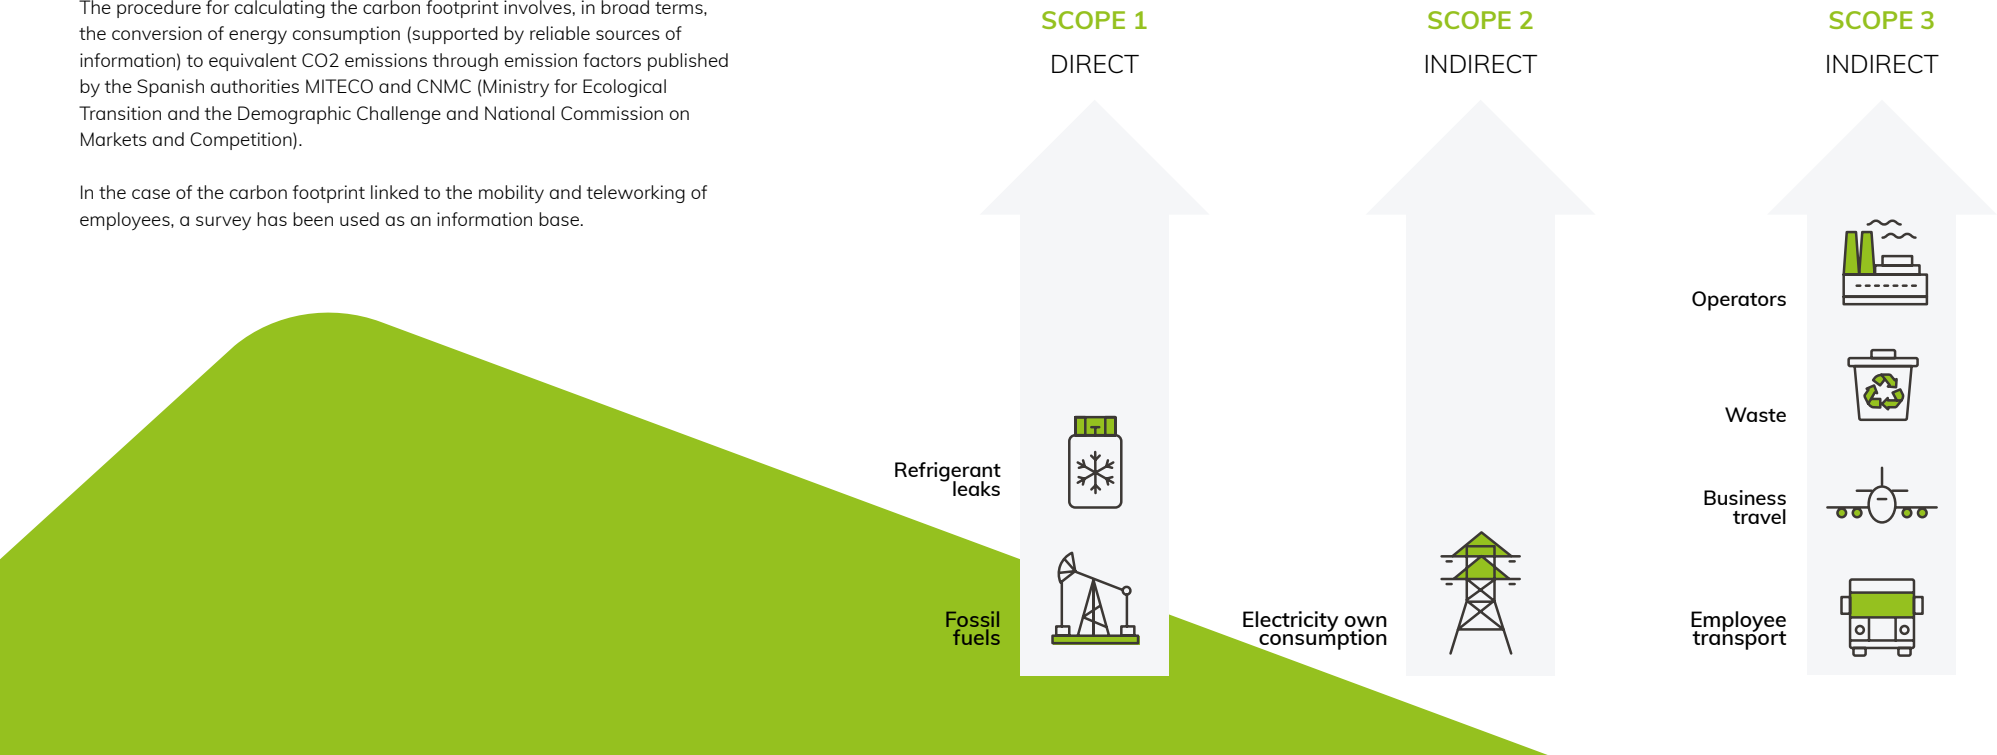 The procedure for calculating the carbon footprint involves, in broad terms,
the conversion of energy consumption (supported by reliable sources of
information) to equivalent CO2 emissions through emission factors published
by the Spanish authorities MITECO and CNMC (Ministry for Ecological
Transition and the Demographic Challenge and National Commission on
Markets and Competition).
In the case of the carbon footprint linked to the mobility and teleworking of
employees, a survey has been used as an information base.
SCOPE 1
DIRECT
Refrigerant
leaks
Fossil
fuels
SCOPE 2
INDIRECT
Electricity own
consumption
SCOPE 3
INDIRECT
Operators
Waste
Business
travel
Employee
transport